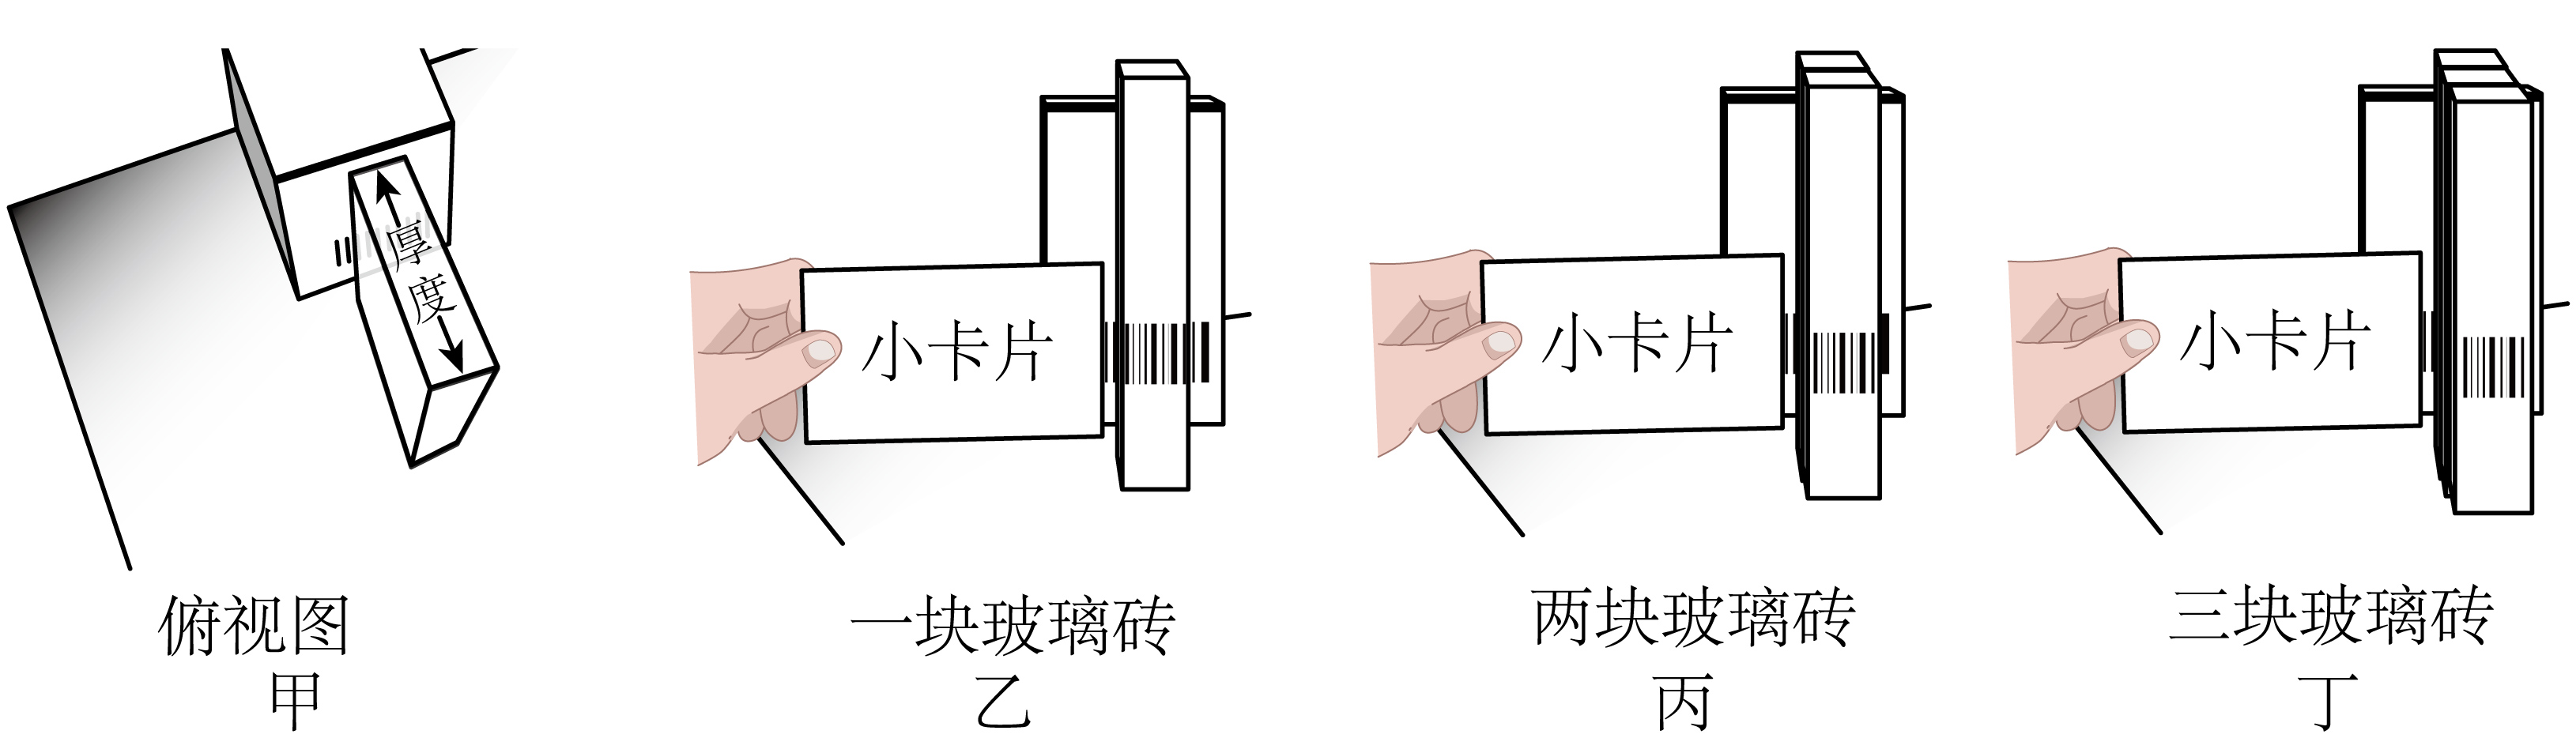 厚度
小卡片
小卡片
小卡片
俯视图
甲
一块玻璃砖
乙
两块玻璃砖
丙
三块玻璃砖
丁